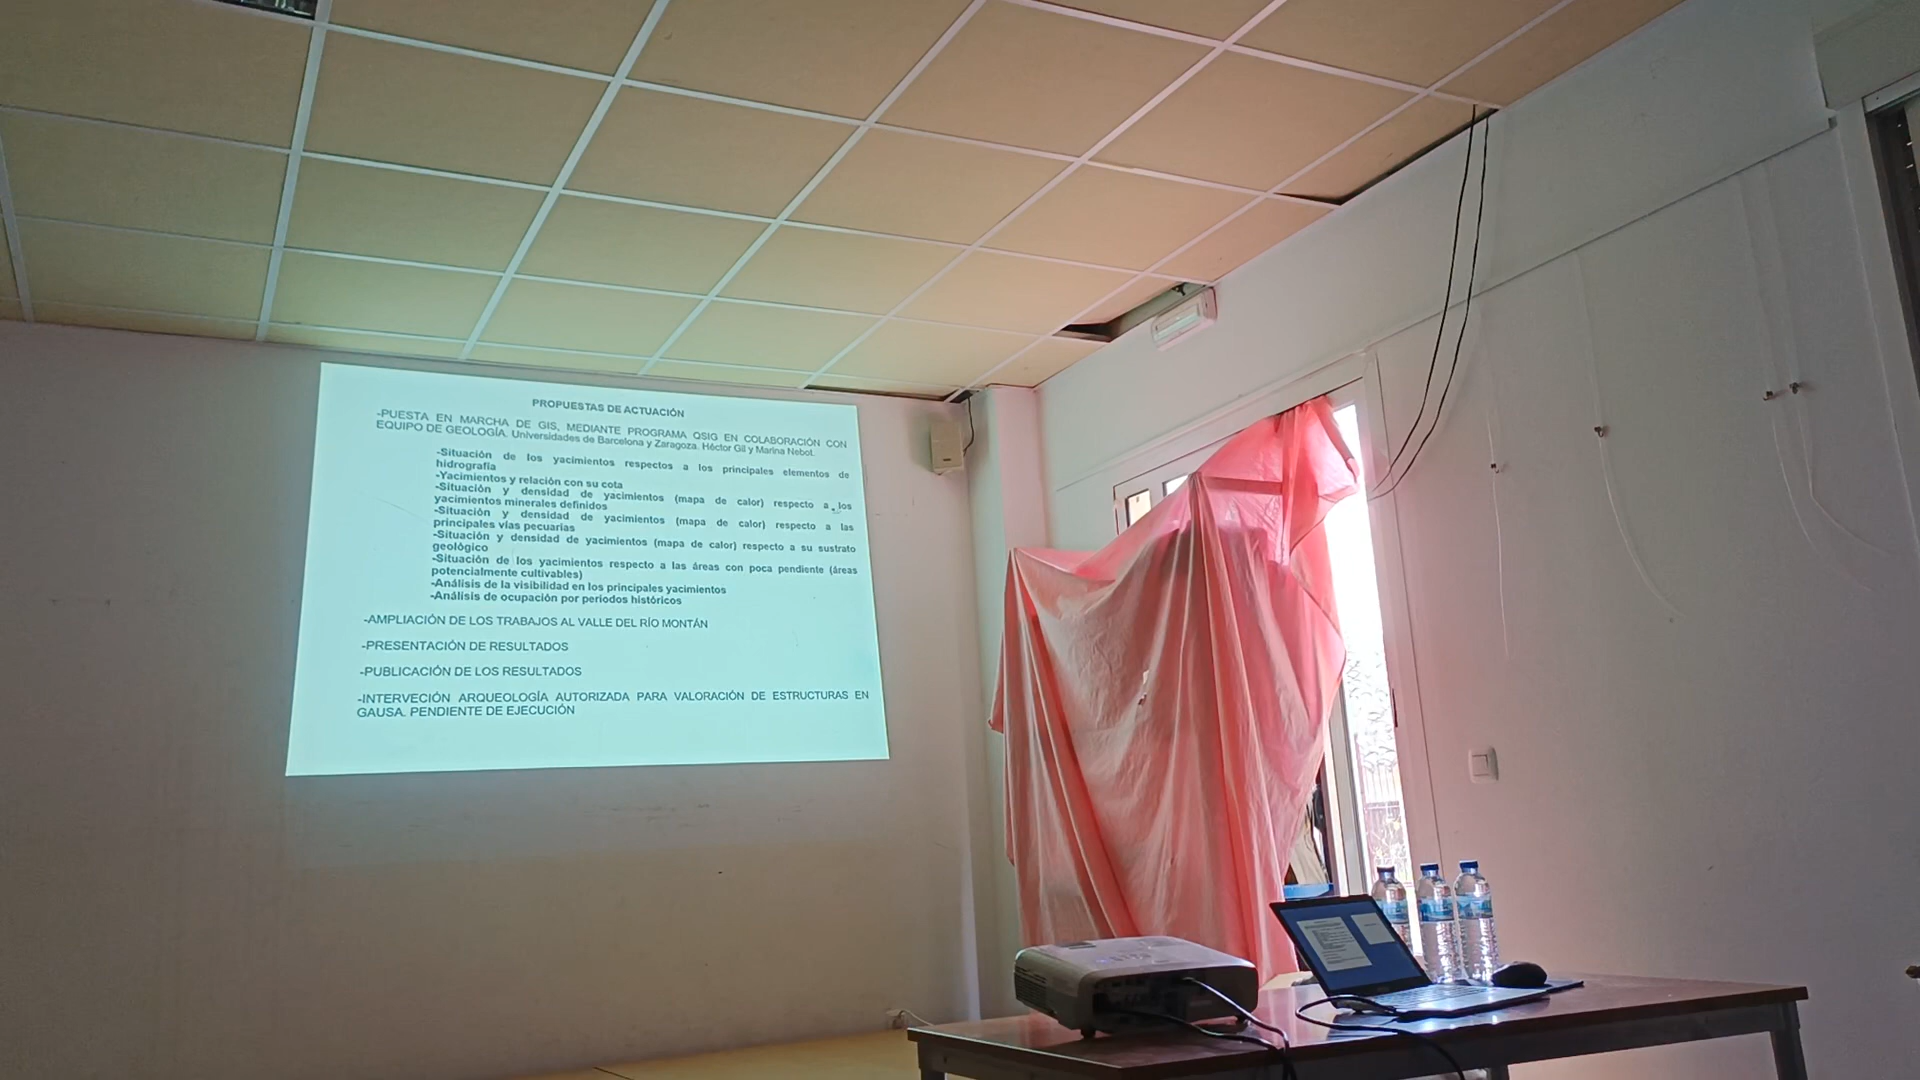 PROPUESTAS DE ACTUACIÓN
-PUESTA EN MARCHA DE GIS, MEDIANTE PROGRAMA QSIG EN COLABORACIÓN CON
EQUIPO DE GEOLOGÍA. Universidades de Barcelona y Zaragoza. Héctor Gil y Marina Nebot.
-Situación de los yacimientos respectos a los principales elementos de
hidrografía
-Yacimientos y relación con su cota
-Situación y densidad de yacimientos (mapa de calor) respecto a los
yacimientos minerales definidos
-Situación y densidad de yacimientos (mapa de calor) respecto a las
principales vías pecuarias
-Situación y densidad de yacimientos (mapa de calor) respecto a su sustrato
geológico
-Situación de los yacimientos respecto a las áreas con poca pendiente (áreas
potencialmente cultivables)
-Análisis de la visibilidad en los principales yacimientos
-Análisis de ocupación por periodos históricos
-AMPLIACIÓN DE LOS TRABAJOS AL VALLE DEL RÍO MONTÁN
-PRESENTACIÓN DE RESULTADOS
-PUBLICACIÓN DE LOS RESULTADOS
-INTERVECIÓN ARQUEOLOGÍA AUTORIZADA PARA VALORACIÓN DE ESTRUCTURAS EN
GAUSA. PENDIENTE DE EJECUCIÓN